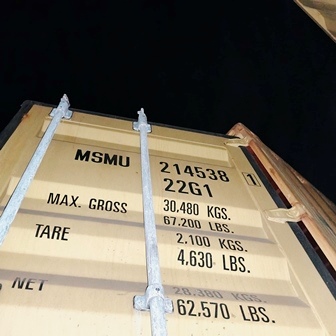 MSMU 214538 1
22G1
MAX. GROSS 30,480 KGS.
67.200 LBS.
TARE 2,100 KGS.
4,630 LBS.
NET 28,380 KGS.
62,570 LBS.